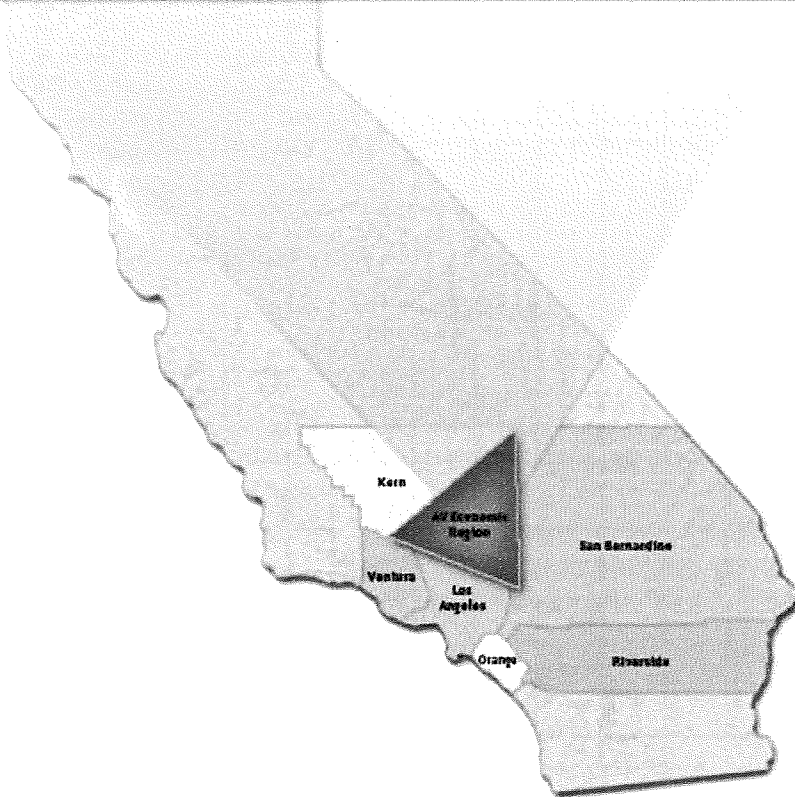 Kern
AV Economic
Region
San Bernardino
Ventura
Los
Angeles
Orange
Riverside